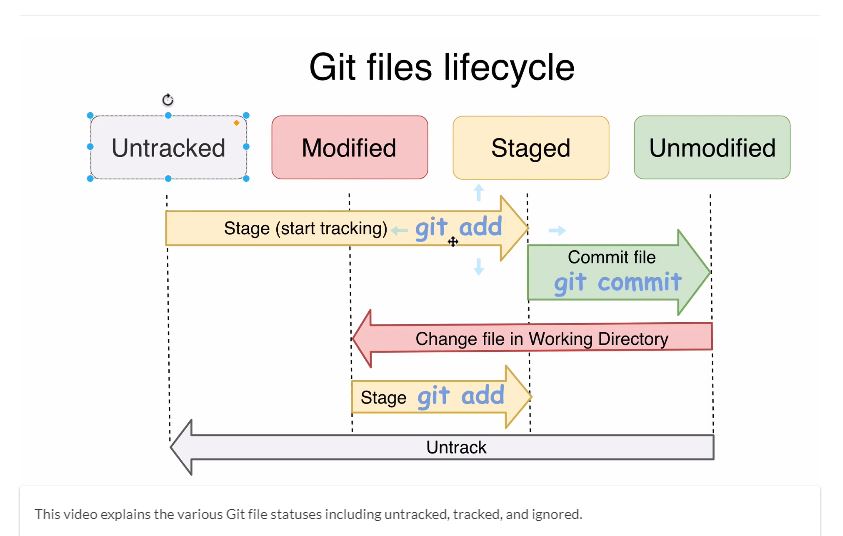 Git files lifecycle
Untracked
Modified
Staged
Unmodified
Stage (start tracking) git add
Commit file
git commit
Change file in Working Directory
Stage git add
Untrack
This video explains the various Git file statuses including untracked, tracked, and ignored.